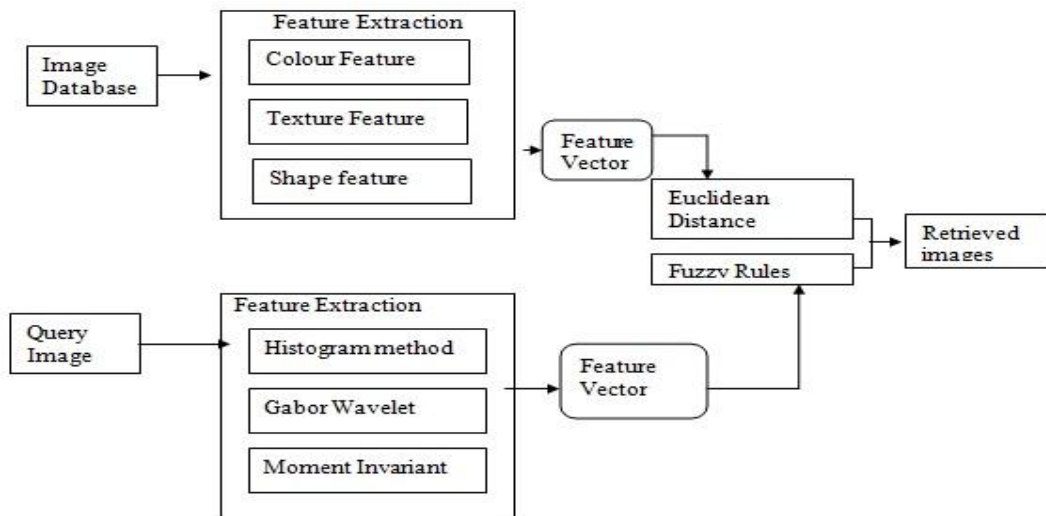 Feature Extraction
Image
Database
Colour Feature
Texture Feature
Shape feature
Feature
Vector
Euclidean
Distance
Fuzzy Rules
Retrieved
images
Query
Image
Feature Extraction
Histogram method
Gabor Wavelet
Moment Invariant
Feature
Vector